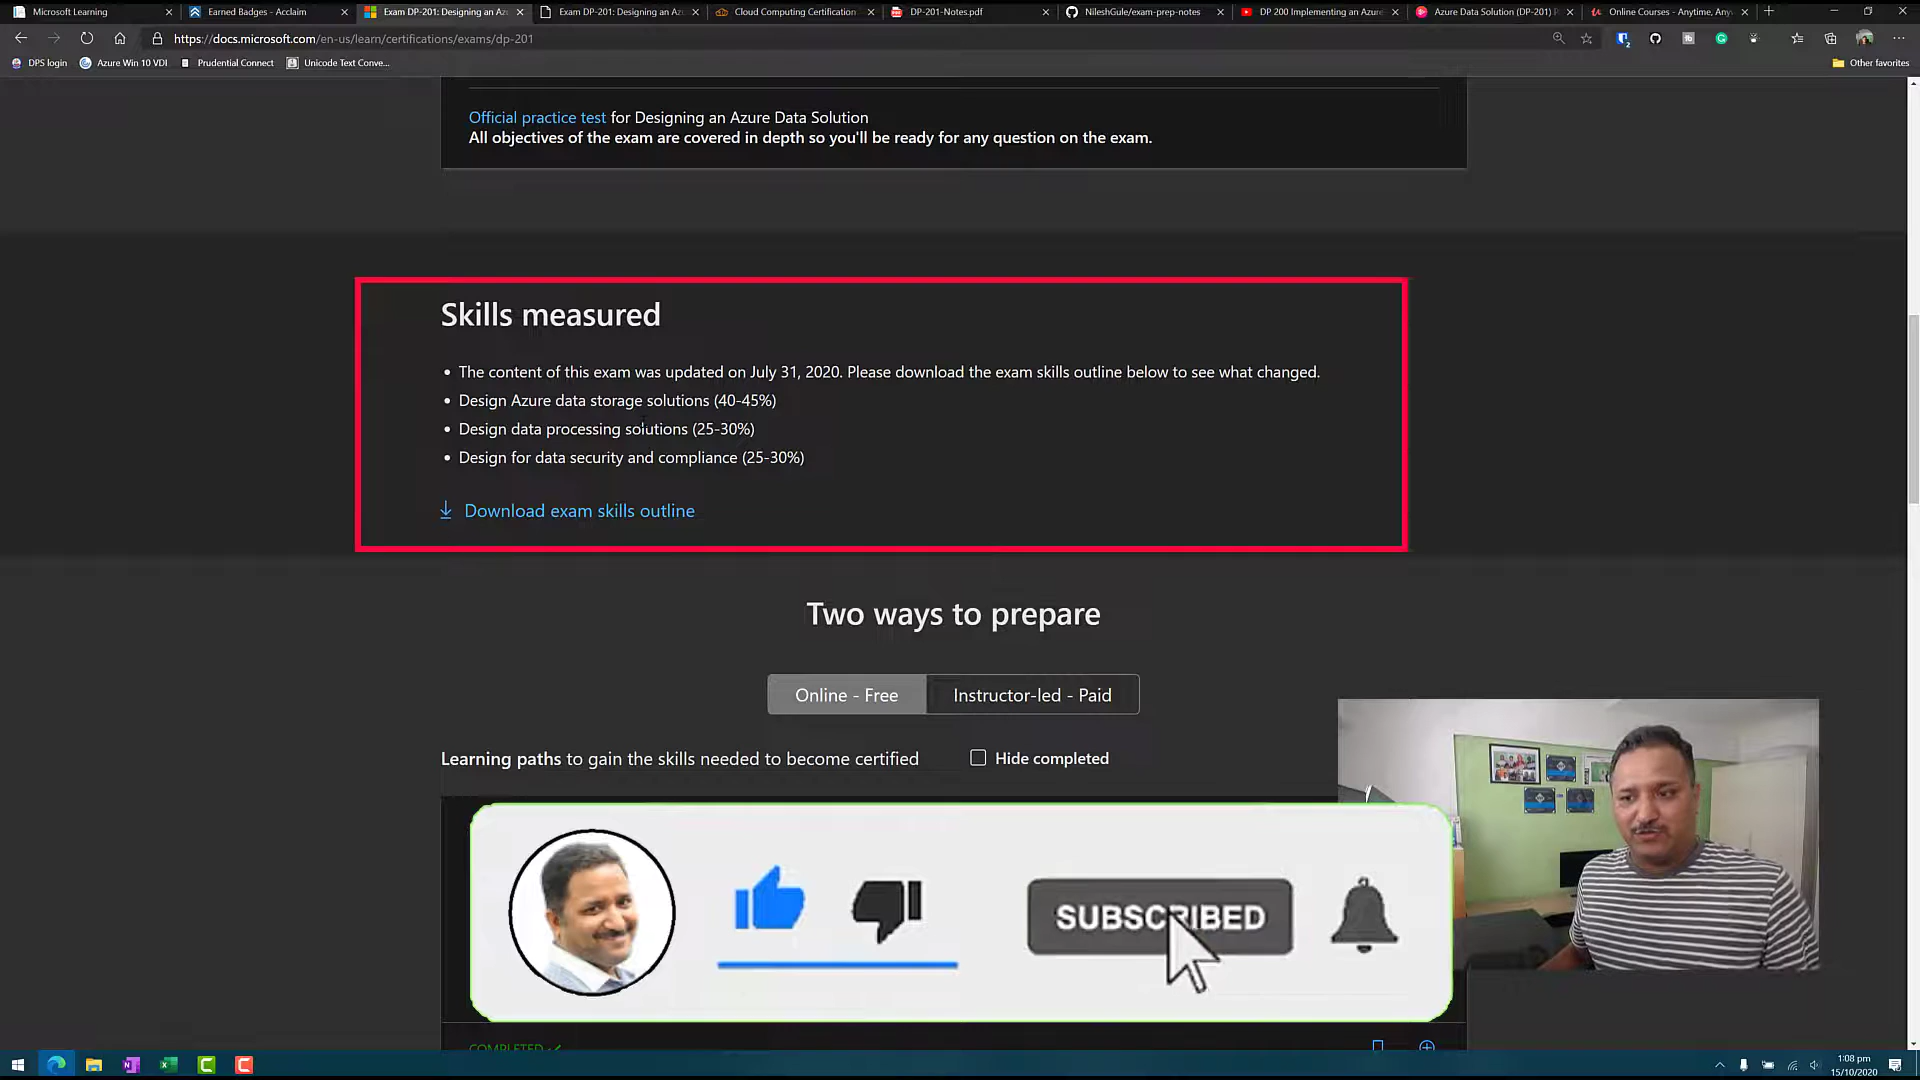 Microsoft Learning
Earned Badges - Acclaim
Exam DP-201: Designing an Az
Exam DP-201: Designing an Az
Cloud Computing Certification
DP-201-Notes.pdf
NileshGule/exam-prep-notes
DP 200 Implementing an Azure
Azure Data Solution (DP-201) P
Online Courses - Anytime, Any
https://docs.microsoft.com/en-us/learn/certifications/exams/dp-201
DPS login
Azure Win 10 VDI
Prudential Connect
Unicode Text Conve...
Other favorites
Official practice test for Designing an Azure Data Solution
All objectives of the exam are covered in depth so you'll be ready for any question on the exam.
Skills measured
• The content of this exam was updated on July 31, 2020. Please download the exam skills outline below to see what changed.
• Design Azure data storage solutions (40-45%)
• Design data processing solutions (25-30%)
• Design for data security and compliance (25-30%)
Download exam skills outline
Two ways to prepare
Online - Free
Instructor-led - Paid
Learning paths to gain the skills needed to become certified
Hide completed
SUBSCRIBED
COMPLETED
1:08 pm
15/10/2020